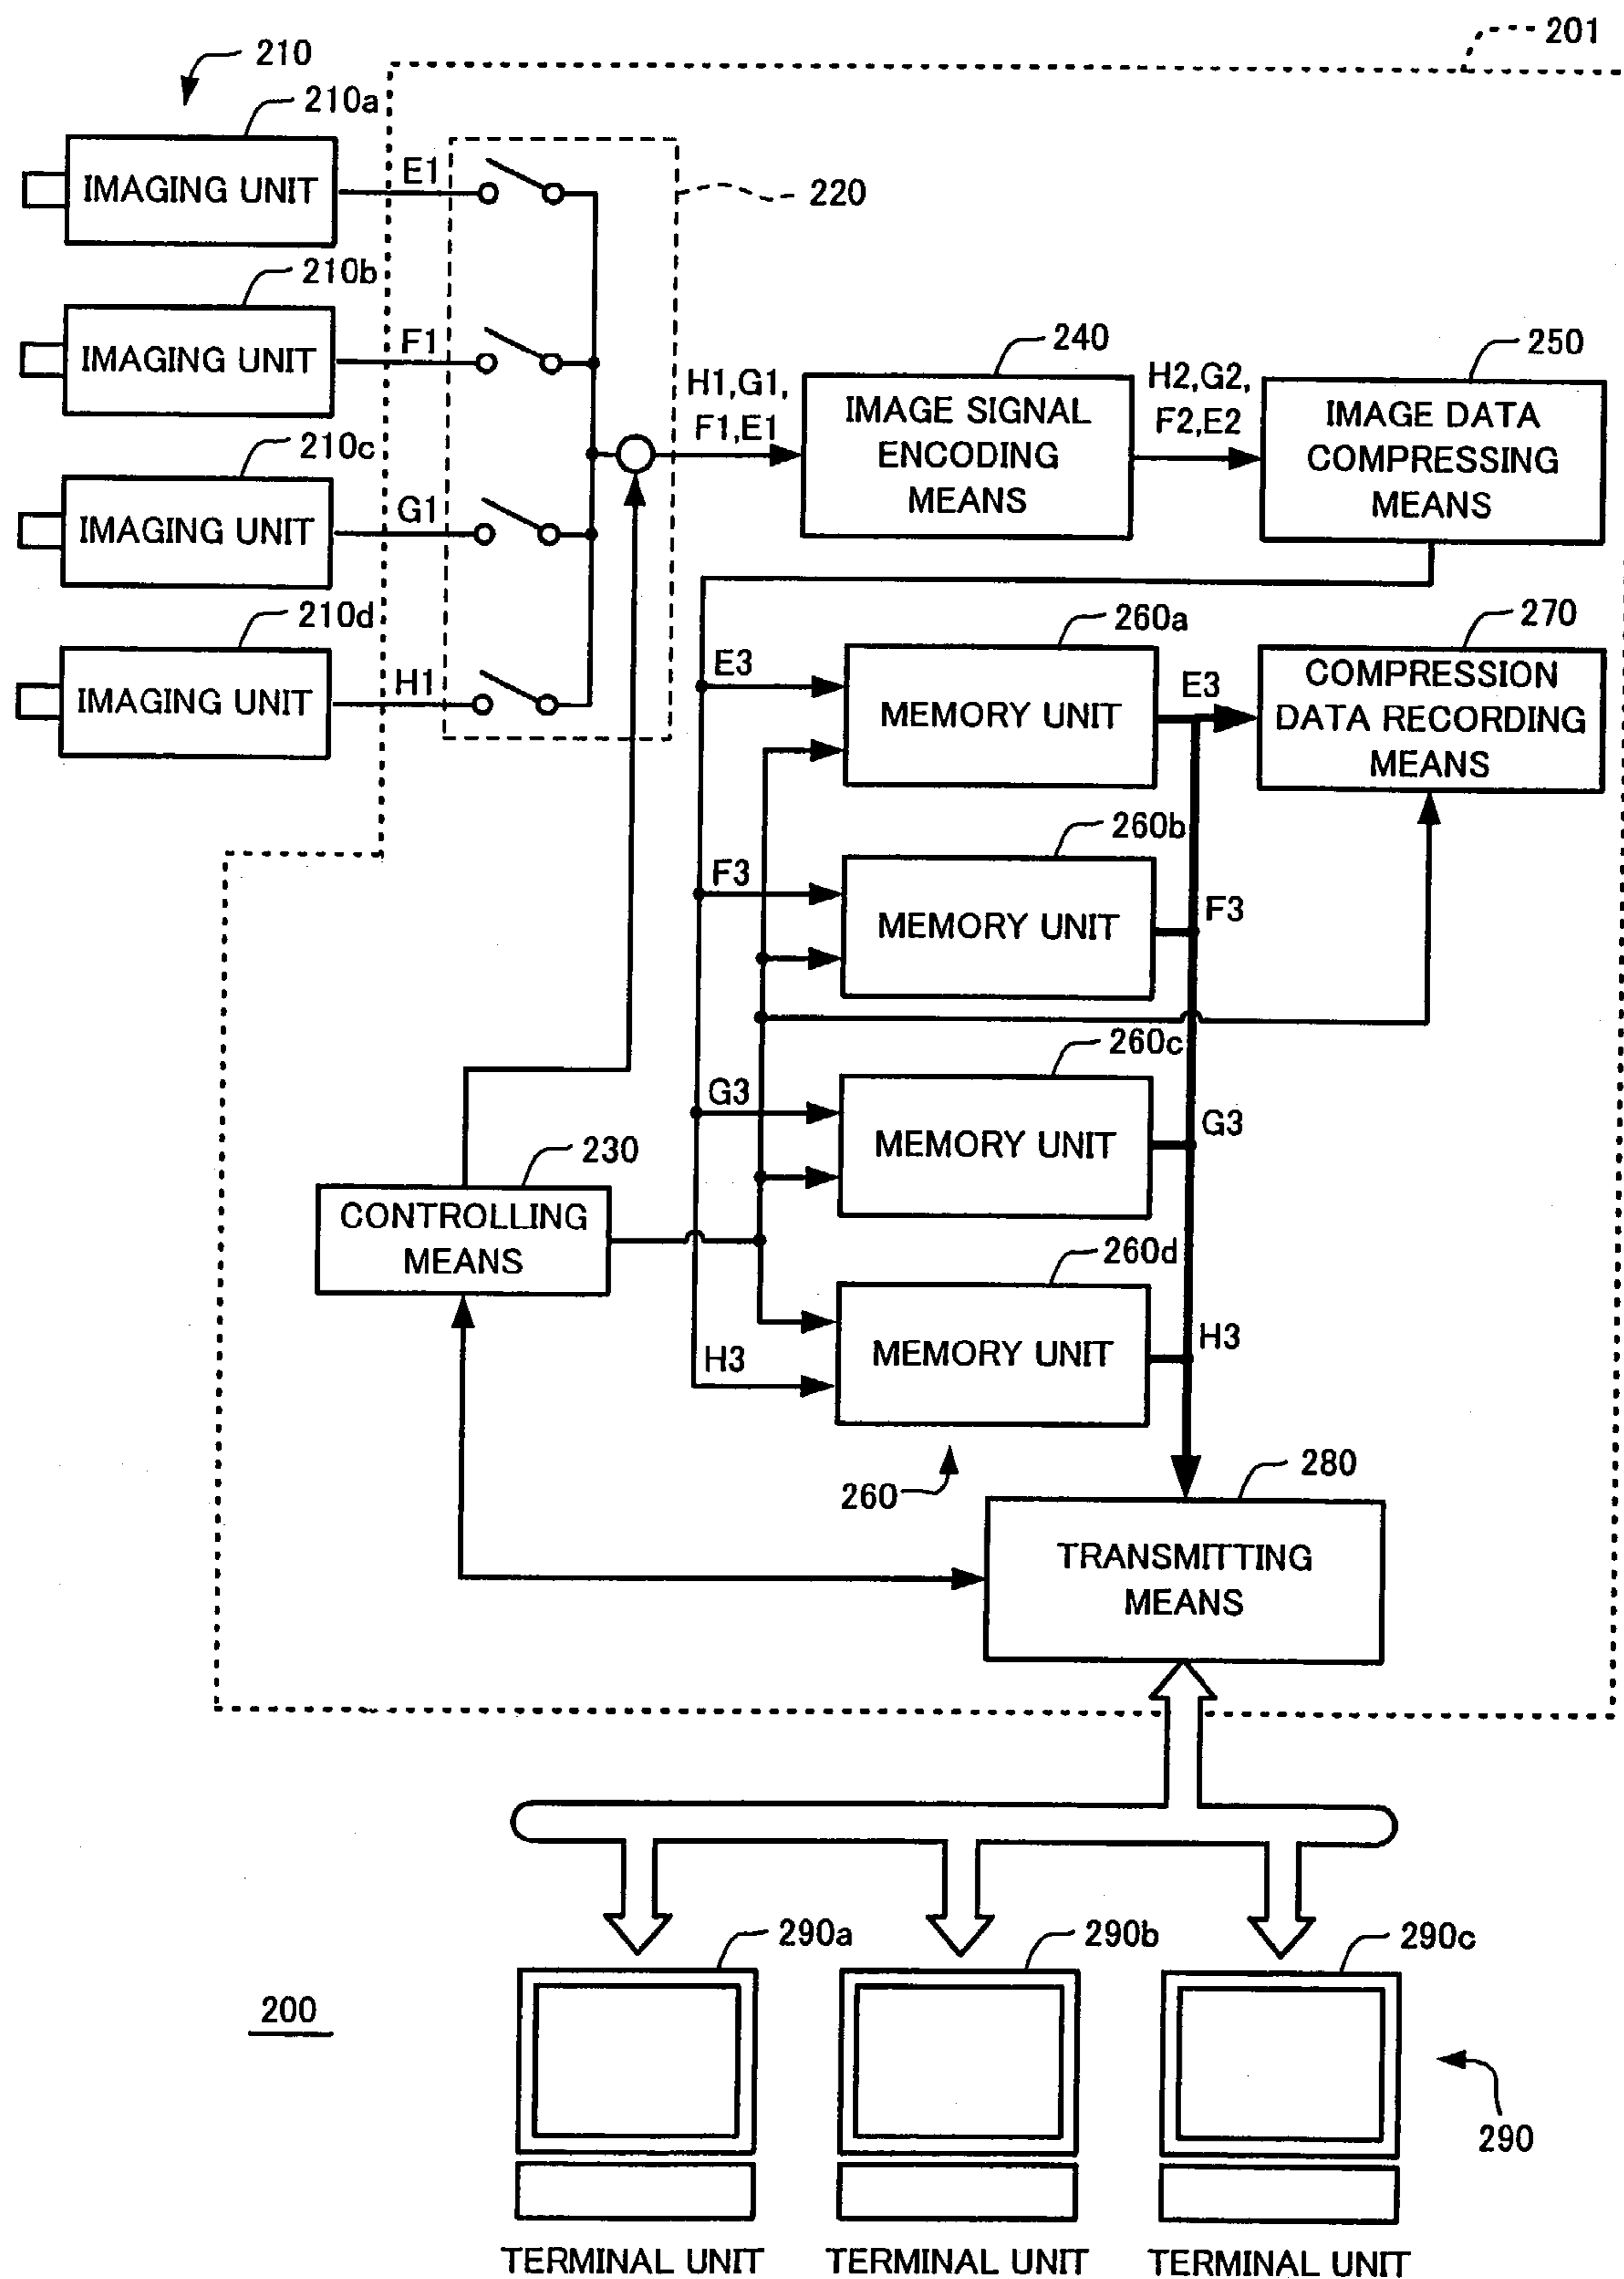 201
210
210a
IMAGING UNIT
E1
220
210b
IMAGING UNIT
F1
210c
IMAGING UNIT
G1
210d
IMAGING UNIT
H1
H1,G1,
F1,E1
240
IMAGE SIGNAL
ENCODING
MEANS
H2,G2,
F2,E2
250
IMAGE DATA
COMPRESSING
MEANS
260a
E3
MEMORY UNIT
E3
270
COMPRESSION
DATA RECORDING
MEANS
260b
F3
MEMORY UNIT
F3
260c
G3
MEMORY UNIT
G3
230
CONTROLLING
MEANS
260d
H3
MEMORY UNIT
H3
260
280
TRANSMITTING
MEANS
290a
290b
290c
200
290
TERMINAL UNIT
TERMINAL UNIT
TERMINAL UNIT